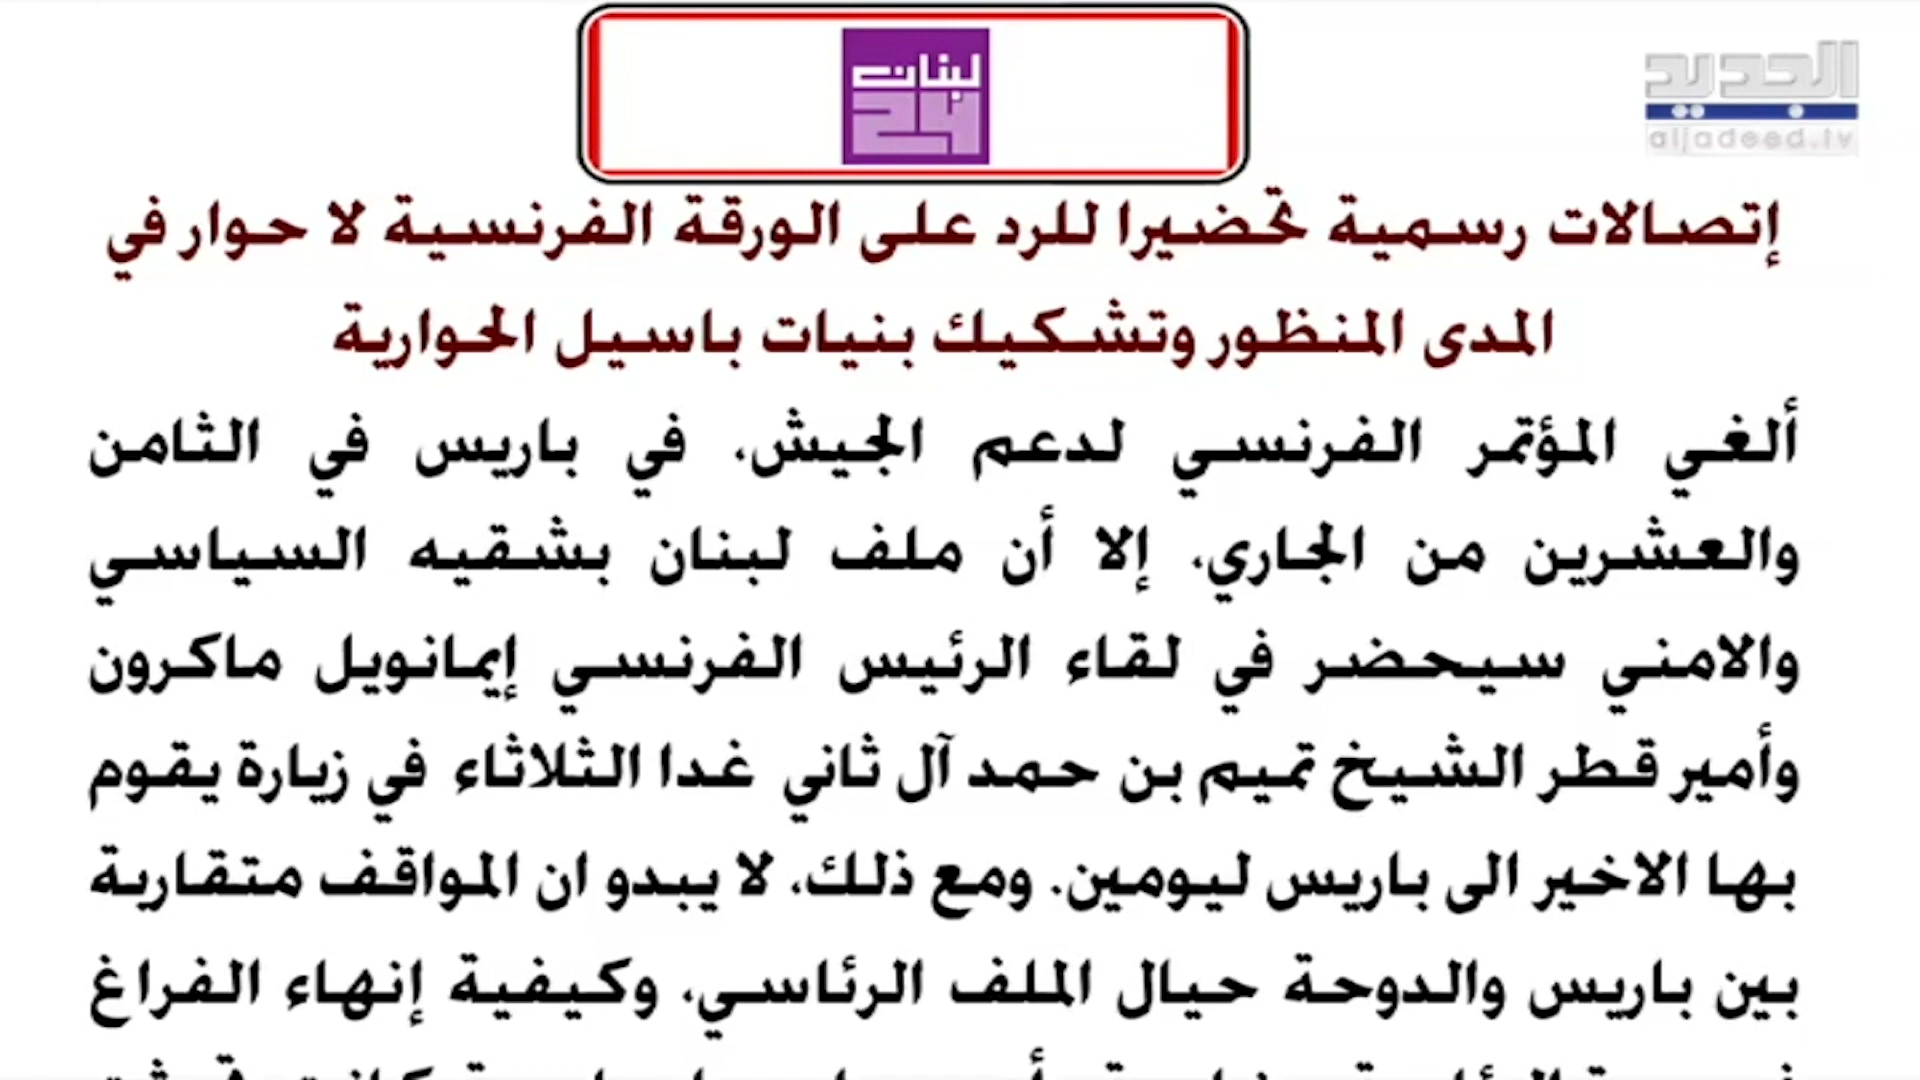 لبنان
24
الجديد
aljadeed.tv
إتصالات رسمية تحضيرا للرد على الورقة الفرنسية لا حوار في
المدى المنظور وتشكيك بنيات باسيل الحوارية
ألغي المؤتمر الفرنسي لدعم الجيش، في باريس في الثامن
والعشرين من الجاري، إلا أن ملف لبنان بشقيه السياسي
والامني سيحضر في لقاء الرئيس الفرنسي إيمانويل ماكرون
وأمير قطر الشيخ تميم بن حمد آل ثاني غدا الثلاثاء في زيارة يقوم
بها الاخير الى باريس ليومين. ومع ذلك، لا يبدو ان المواقف متقاربة
بين باريس والدوحة حيال الملف الرئاسي، وكيفية إنهاء الفراغ